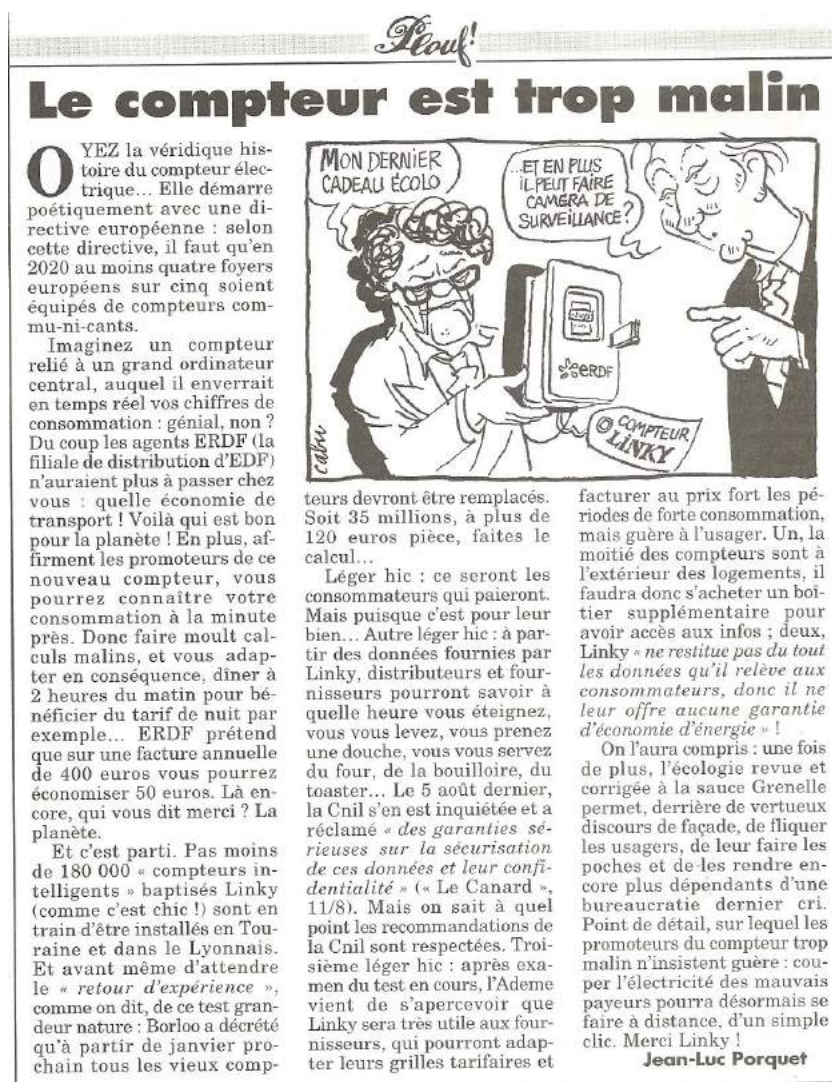 Plouf!
Le compteur est trop malin
OYEZ la véridique his-
toire du compteur élec-
trique... Elle démarre
poétiquement avec une di-
rective européenne : selon
cette directive, il faut qu'en
2020 au moins quatre foyers
européens sur cinq soient
équipés de compteurs com-
mu-ni-cants.
Imaginez un compteur
relié à un grand ordinateur
central, auquel il enverrait
en temps réel vos chiffres de
consommation : génial, non ?
Du coup les agents ERDF (la
filiale de distribution d'EDF)
n'auraient plus à passer chez
vous : quelle économie de
transport ! Voilà qui est bon
pour la planète ! En plus, af-
firment les promoteurs de ce
nouveau compteur, vous
pourrez connaître votre
consommation à la minute
près. Donc faire moult cal-
culs malins, et vous adap-
ter en conséquence, dîner à
2 heures du matin pour bé-
néficier du tarif de nuit par
exemple... ERDF prétend
que sur une facture annuelle
de 400 euros vous pourrez
économiser 50 euros. Là en-
core, qui vous dit merci ? La
planète.
Et c'est parti. Pas moins
de 180 000 « compteurs in-
telligents » baptisés Linky
(comme c'est chic !) sont en
train d'être installés en Tou-
raine et dans le Lyonnais.
Et avant même d'attendre
le « retour d'expérience »,
comme on dit, de ce test gran-
deur nature : Borloo a décrété
qu'à partir de janvier pro-
chain tous les vieux comp-
MON DERNIER
CADEAU ÉCOLO
...ET EN PLUS
IL PEUT FAIRE
CAMERA DE
SURVEILLANCE?
ERDF
COMPTEUR
LINKY
cabu
teurs devront être remplacés.
Soit 35 millions, à plus de
120 euros pièce, faites le
calcul...
Léger hic : ce seront les
consommateurs qui paieront.
Mais puisque c'est pour leur
bien... Autre léger hic : à par-
tir des données fournies par
Linky, distributeurs et four-
nisseurs pourront savoir à
quelle heure vous éteignez,
vous vous levez, vous prenez
une douche, vous vous servez
du four, de la bouilloire, du
toaster... Le 5 août dernier,
la Cnil s'en est inquiétée et a
réclamé « des garanties sé-
rieuses sur la sécurisation
de ces données et leur confi-
dentialité » (« Le Canard »,
11/8). Mais on sait à quel
point les recommandations de
la Cnil sont respectées. Troi-
sième léger hic : après exa-
men du test en cours, l'Ademe
vient de s'apercevoir que
Linky sera très utile aux four-
nisseurs, qui pourront adap-
ter leurs grilles tarifaires et
facturer au prix fort les pé-
riodes de forte consommation,
mais guère à l'usager. Un, la
moitié des compteurs sont à
l'extérieur des logements, il
faudra donc s'acheter un boî-
tier supplémentaire pour
avoir accès aux infos ; deux,
Linky « ne restitue pas du tout
les données qu'il relève aux
consommateurs, donc il ne
leur offre aucune garantie
d'économie d'énergie » !
On l'aura compris : une fois
de plus, l'écologie revue et
corrigée à la sauce Grenelle
permet, derrière de vertueux
discours de façade, de fliquer
les usagers, de leur faire les
poches et de les rendre en-
core plus dépendants d'une
bureaucratie dernier cri.
Point de détail, sur lequel les
promoteurs du compteur trop
malin n'insistent guère : cou-
per l'électricité des mauvais
payeurs pourra désormais se
faire à distance, d'un simple
clic. Merci Linky !
Jean-Luc Porquet